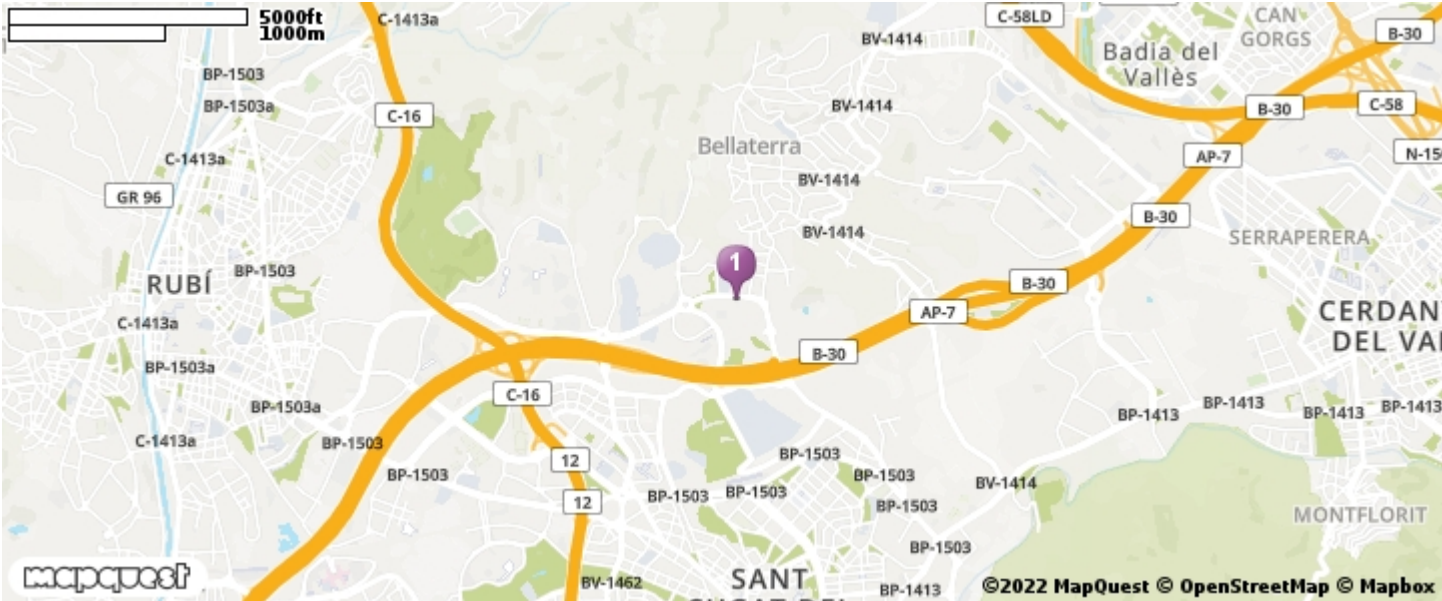 5000ft
1000m
C-1413a
C-58LD
CAN
GORGS
BV-1414
B-30
Badia del
Vallès
BP-1503
BP-1503a
C-16
BV-1414
B-30
C-58
Bellaterra
AP-7
C-1413a
GR 96
BV-1414
B-30
BV-1414
SERRAPERERA
1
BP-1503
RUBÍ
B-30
AP-7
CERDAN
DEL VA
C-1413a
B-30
BP-1503a
C-16
BP-1503a
BP-1413
BP-1413
BP-1413
BP-1413
C-1413a
BP-1503
BP-1503
12
BP-1503
BP-1503
BP-1503
BP-1503
BV-1414
12
BP-1503
MONTFLORIT
BP-1503
mapquest
BV-1462
SANT
BP-1413
©2022 MapQuest © OpenStreetMap © Mapbox